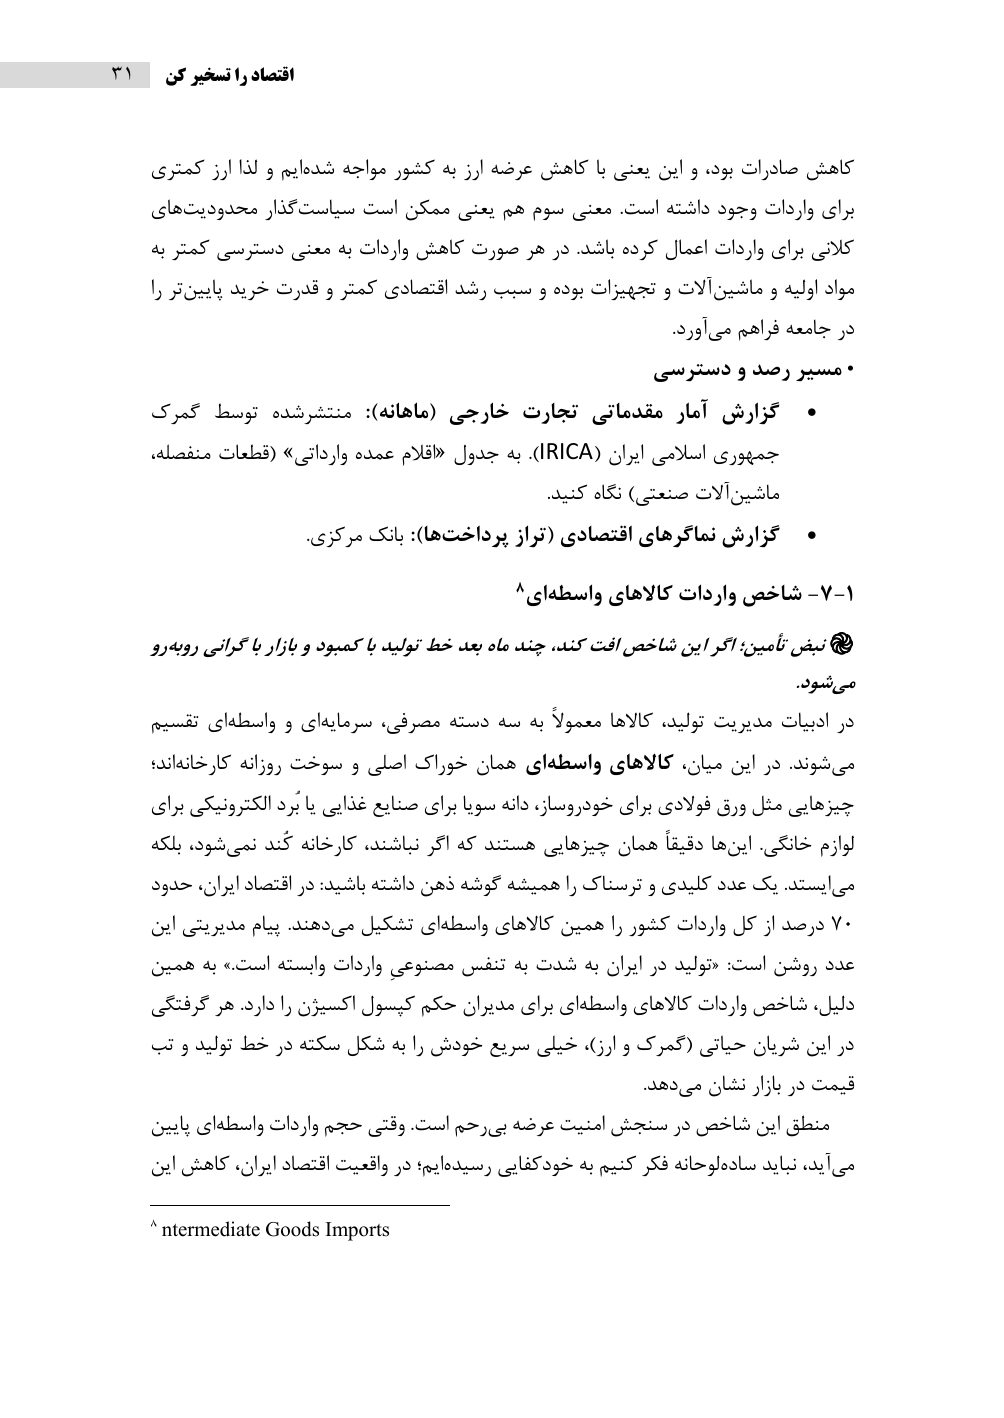 اقتصاد را تسخیر کن ۳۱
کاهش صادرات بود، و این یعنی با کاهش عرضه ارز به کشور مواجه شده‌ایم و لذا ارز کمتری
برای واردات وجود داشته است. معنی سوم هم یعنی ممکن است سیاست‌گذار محدودیت‌های
کلانی برای واردات اعمال کرده باشد. در هر صورت کاهش واردات به معنی دسترسی کمتر به
مواد اولیه و ماشین‌آلات و تجهیزات بوده و سبب رشد اقتصادی کمتر و قدرت خرید پایین‌تر را
در جامعه فراهم می‌آورد.
• مسیر رصد و دسترسی
• گزارش آمار مقدماتی تجارت خارجی (ماهانه): منتشرشده توسط گمرک
جمهوری اسلامی ایران (IRICA). به جدول «اقلام عمده وارداتی» (قطعات منفصله،
ماشین‌آلات صنعتی) نگاه کنید.
• گزارش نماگرهای اقتصادی (تراز پرداخت‌ها): بانک مرکزی.
۱-۷- شاخص واردات کالاهای واسطه‌ای۸
نبض تأمین؛ اگر این شاخص افت کند، چند ماه بعد خط تولید با کمبود و بازار با گرانی روبه‌رو
می‌شود.
در ادبیات مدیریت تولید، کالاها معمولاً به سه دسته مصرفی، سرمایه‌ای و واسطه‌ای تقسیم
می‌شوند. در این میان، کالاهای واسطه‌ای همان خوراک اصلی و سوخت روزانه کارخانه‌اند؛
چیزهایی مثل ورق فولادی برای خودروساز، دانه سویا برای صنایع غذایی یا بُرد الکترونیکی برای
لوازم خانگی. این‌ها دقیقاً همان چیزهایی هستند که اگر نباشند، کارخانه کُند نمی‌شود، بلکه
می‌ایستد. یک عدد کلیدی و ترسناک را همیشه گوشه ذهن داشته باشید: در اقتصاد ایران، حدود
۷۰ درصد از کل واردات کشور را همین کالاهای واسطه‌ای تشکیل می‌دهند. پیام مدیریتی این
عدد روشن است: «تولید در ایران به شدت به تنفس مصنوعیِ واردات وابسته است.» به همین
دلیل، شاخص واردات کالاهای واسطه‌ای برای مدیران حکم کپسول اکسیژن را دارد. هر گرفتگی
در این شریان حیاتی (گمرک و ارز)، خیلی سریع خودش را به شکل سکته در خط تولید و تب
قیمت در بازار نشان می‌دهد.
منطق این شاخص در سنجش امنیت عرضه بی‌رحم است. وقتی حجم واردات واسطه‌ای پایین
می‌آید، نباید ساده‌لوحانه فکر کنیم به خودکفایی رسیده‌ایم؛ در واقعیت اقتصاد ایران، کاهش این
۸ ntermediate Goods Imports